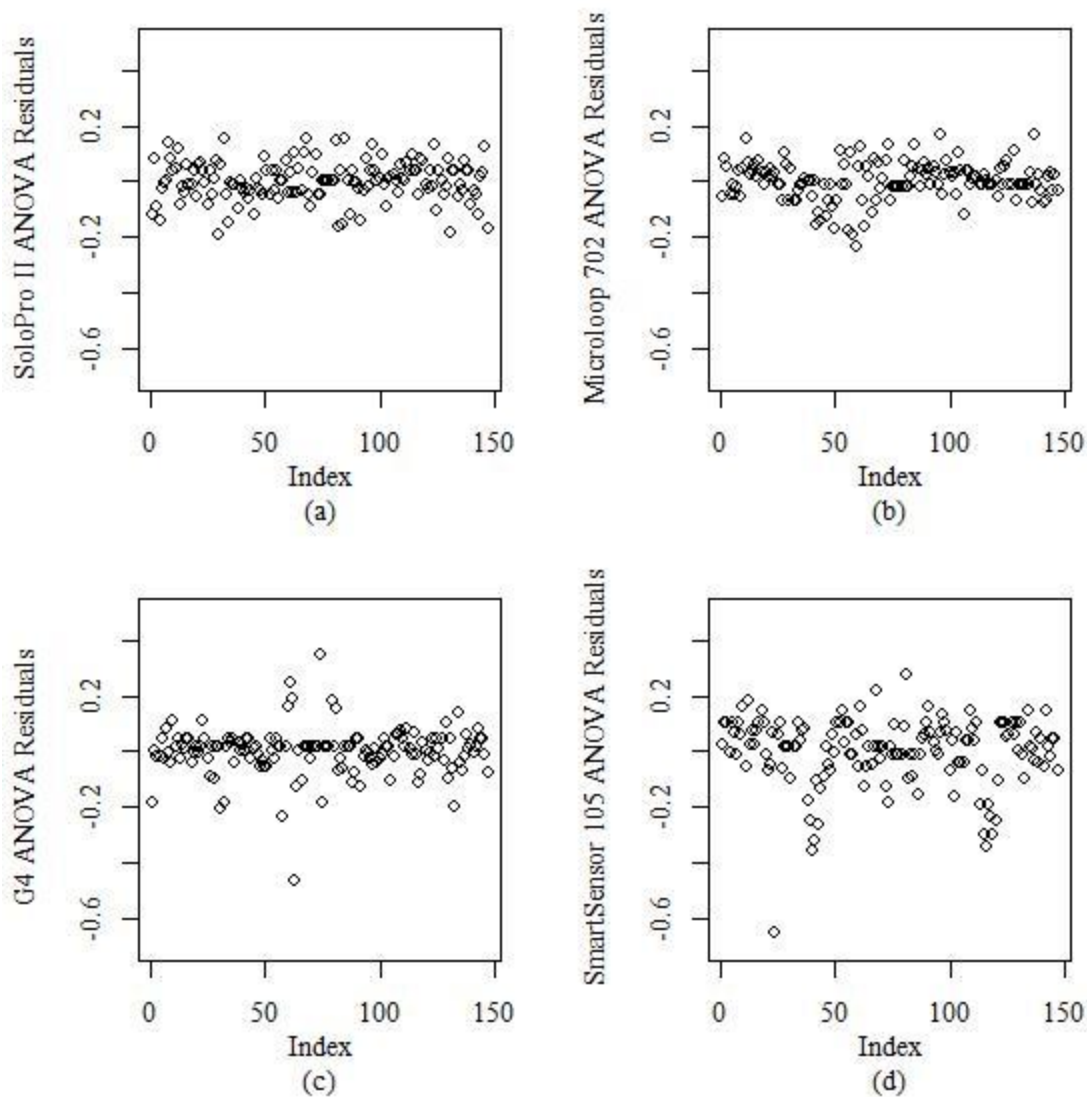 SoloPro II ANOVA Residuals
0.2
-0.2
-0.6
0 50 100 150
Index
(a)
Microloop 702 ANOVA Residuals
0.2
-0.2
-0.6
0 50 100 150
Index
(b)
G4 ANOVA Residuals
0.2
-0.2
-0.6
0 50 100 150
Index
(c)
SmartSensor 105 ANOVA Residuals
0.2
-0.2
-0.6
0 50 100 150
Index
(d)